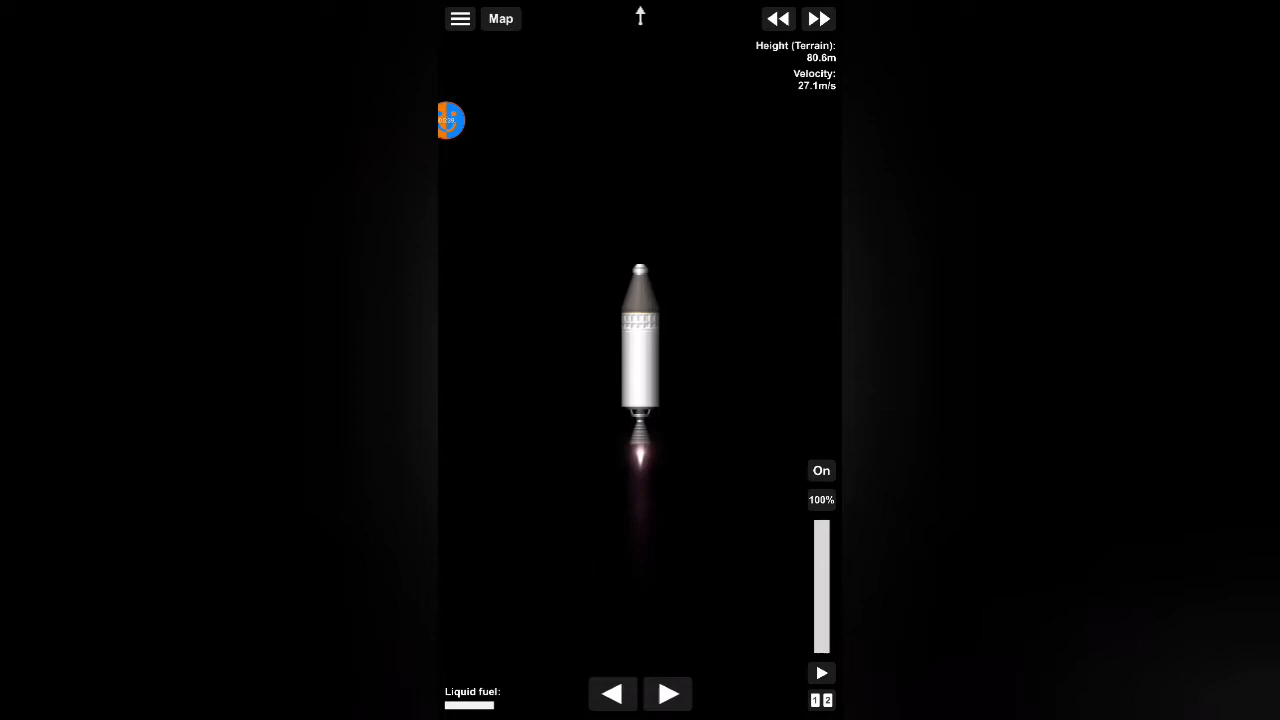 Map
Height (Terrain):
80.6m
Velocity:
27.1m/s
On
100%
Liquid fuel:
1 2